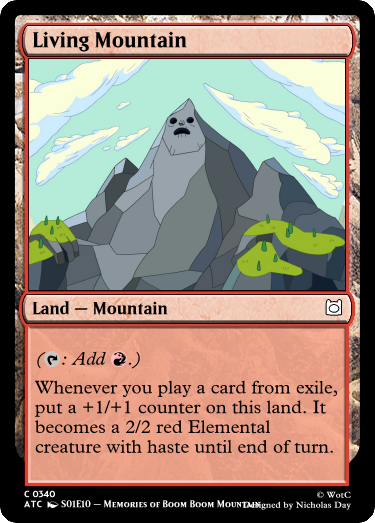 Living Mountain
Land — Mountain
(: Add .)
Whenever you play a card from exile,
put a +1/+1 counter on this land. It
becomes a 2/2 red Elemental
creature with haste until end of turn.
C 0340
© WotC
ATC S01E10 — Memories of Boom Boom Mountain
Designed by Nicholas Day